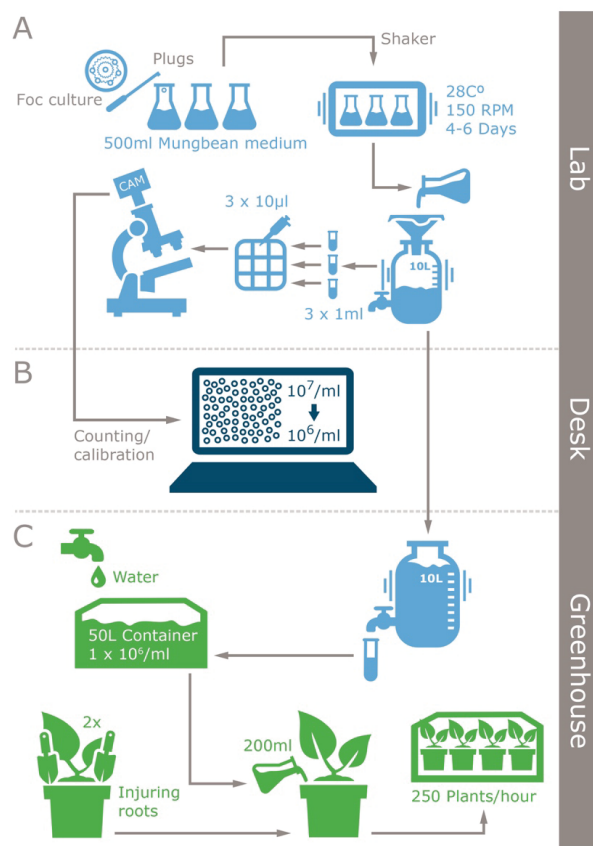 A
Shaker
Plugs
Foc culture
500ml Mungbean medium
28Cº
150 RPM
4-6 Days
CAM
3 x 10µl
10L
3 x 1ml
Lab
B
10⁷/ml
10⁶/ml
Counting/
calibration
Desk
C
Water
10L
50L Container
1 x 10⁶/ml
2x
200ml
Injuring
roots
250 Plants/hour
Greenhouse